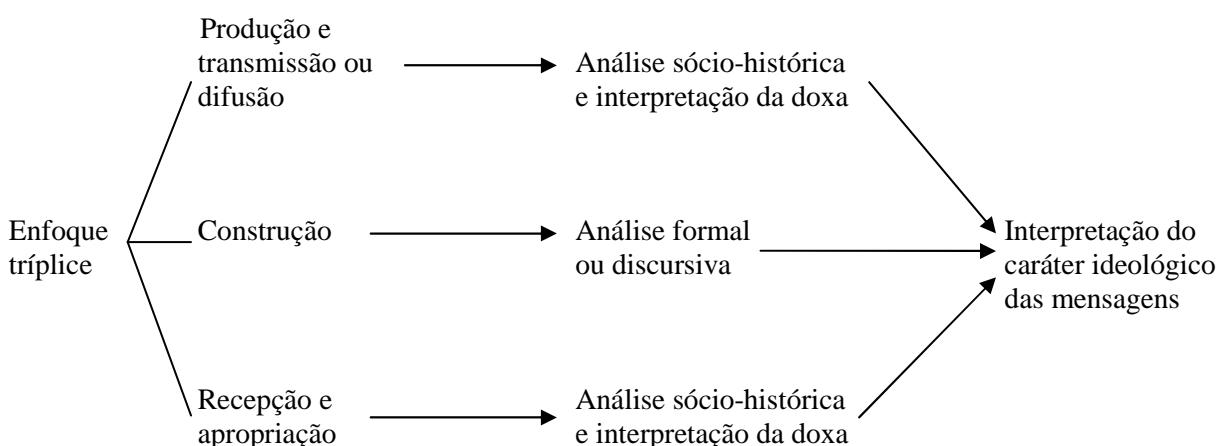 Produção e
transmissão ou
difusão
Análise sócio-histórica
e interpretação da doxa
Enfoque
tríplice
Construção
Análise formal
ou discursiva
Interpretação do
caráter ideológico
das mensagens
Recepção e
apropriação
Análise sócio-histórica
e interpretação da doxa